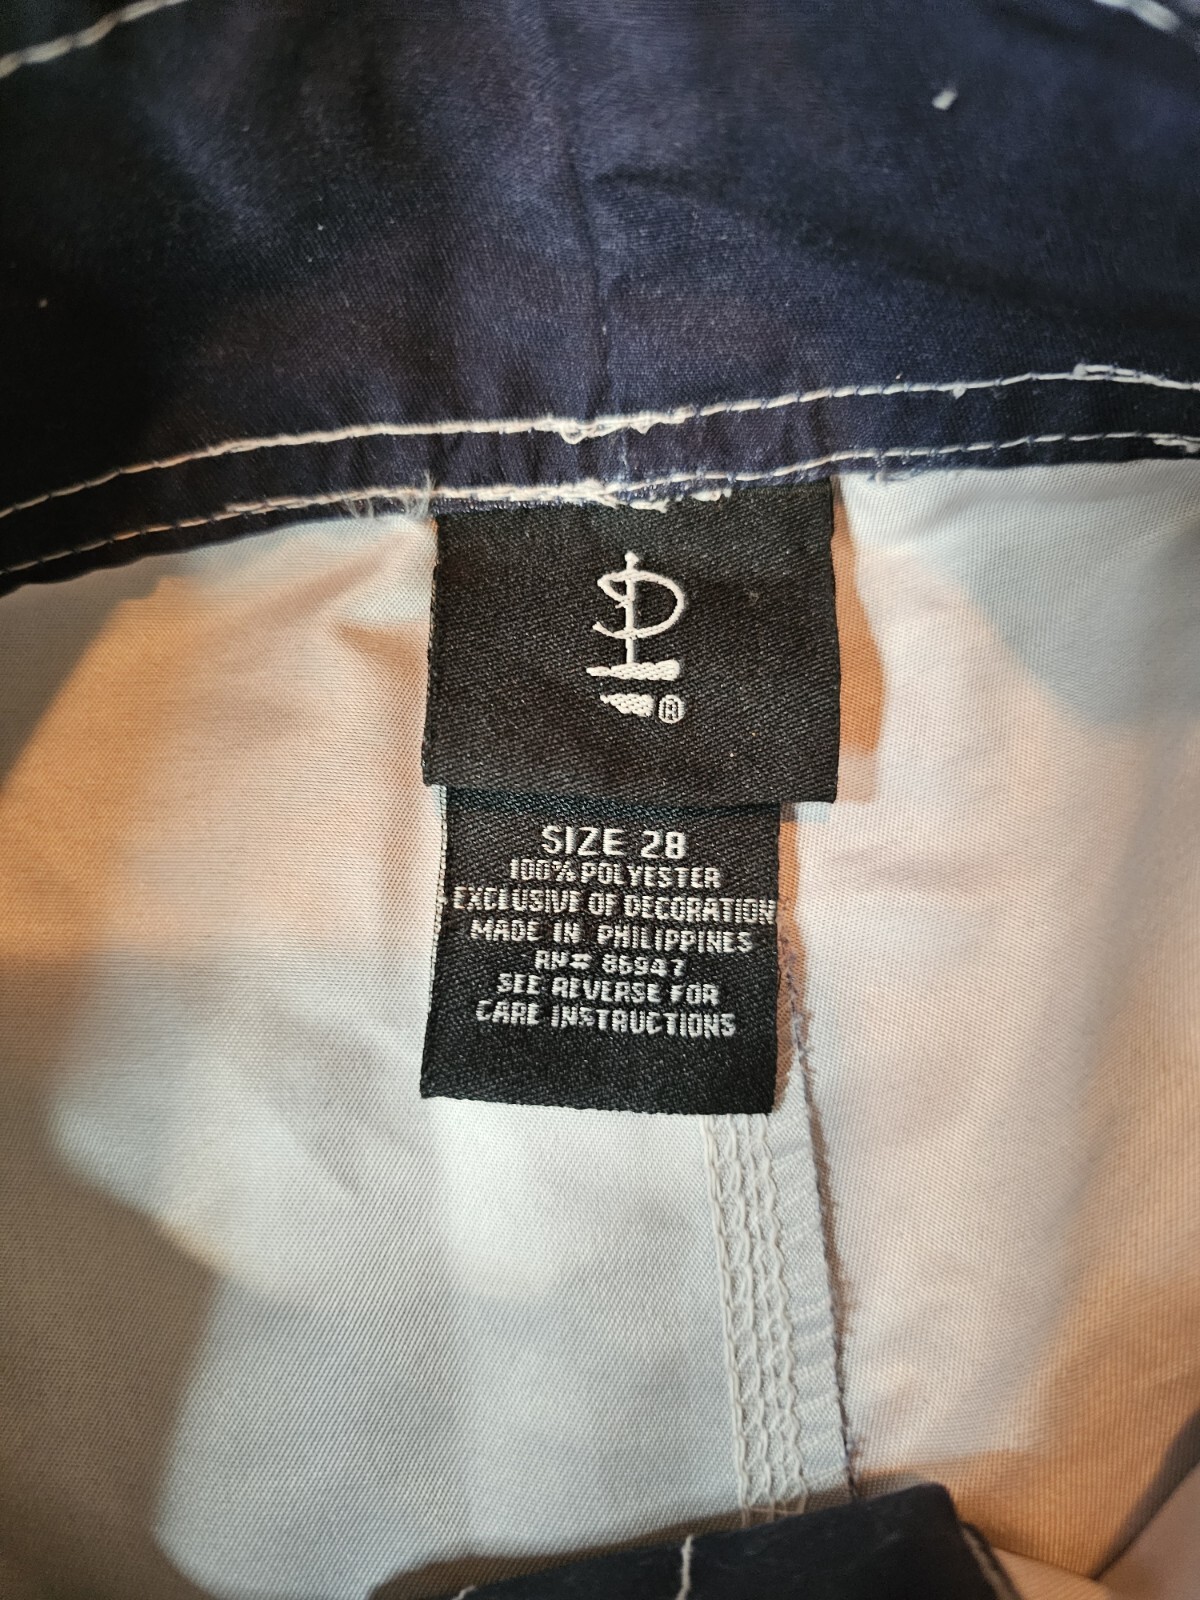 P
®
SIZE 28
100% POLYESTER
EXCLUSIVE OF DECORATION
MADE IN PHILIPPINES
RN# 86947
SEE REVERSE FOR
CARE INSTRUCTIONS